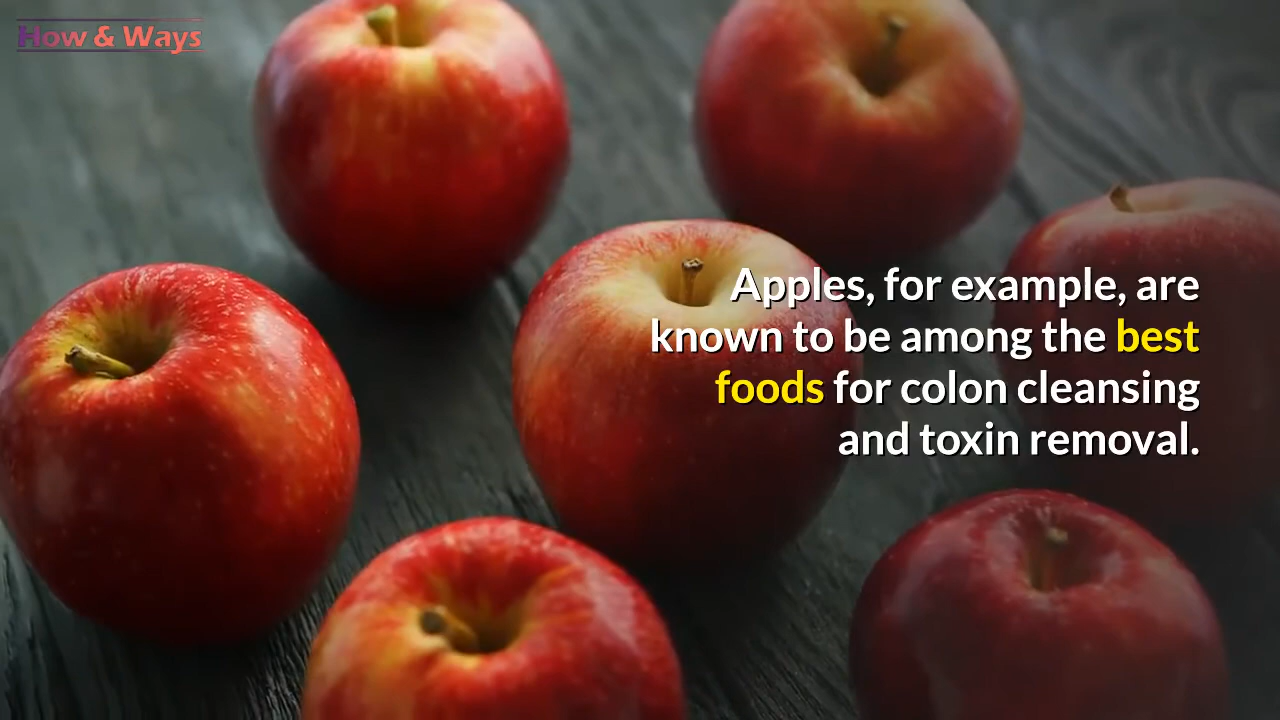 How & Ways
Apples, for example, are
known to be among the best
foods for colon cleansing
and toxin removal.